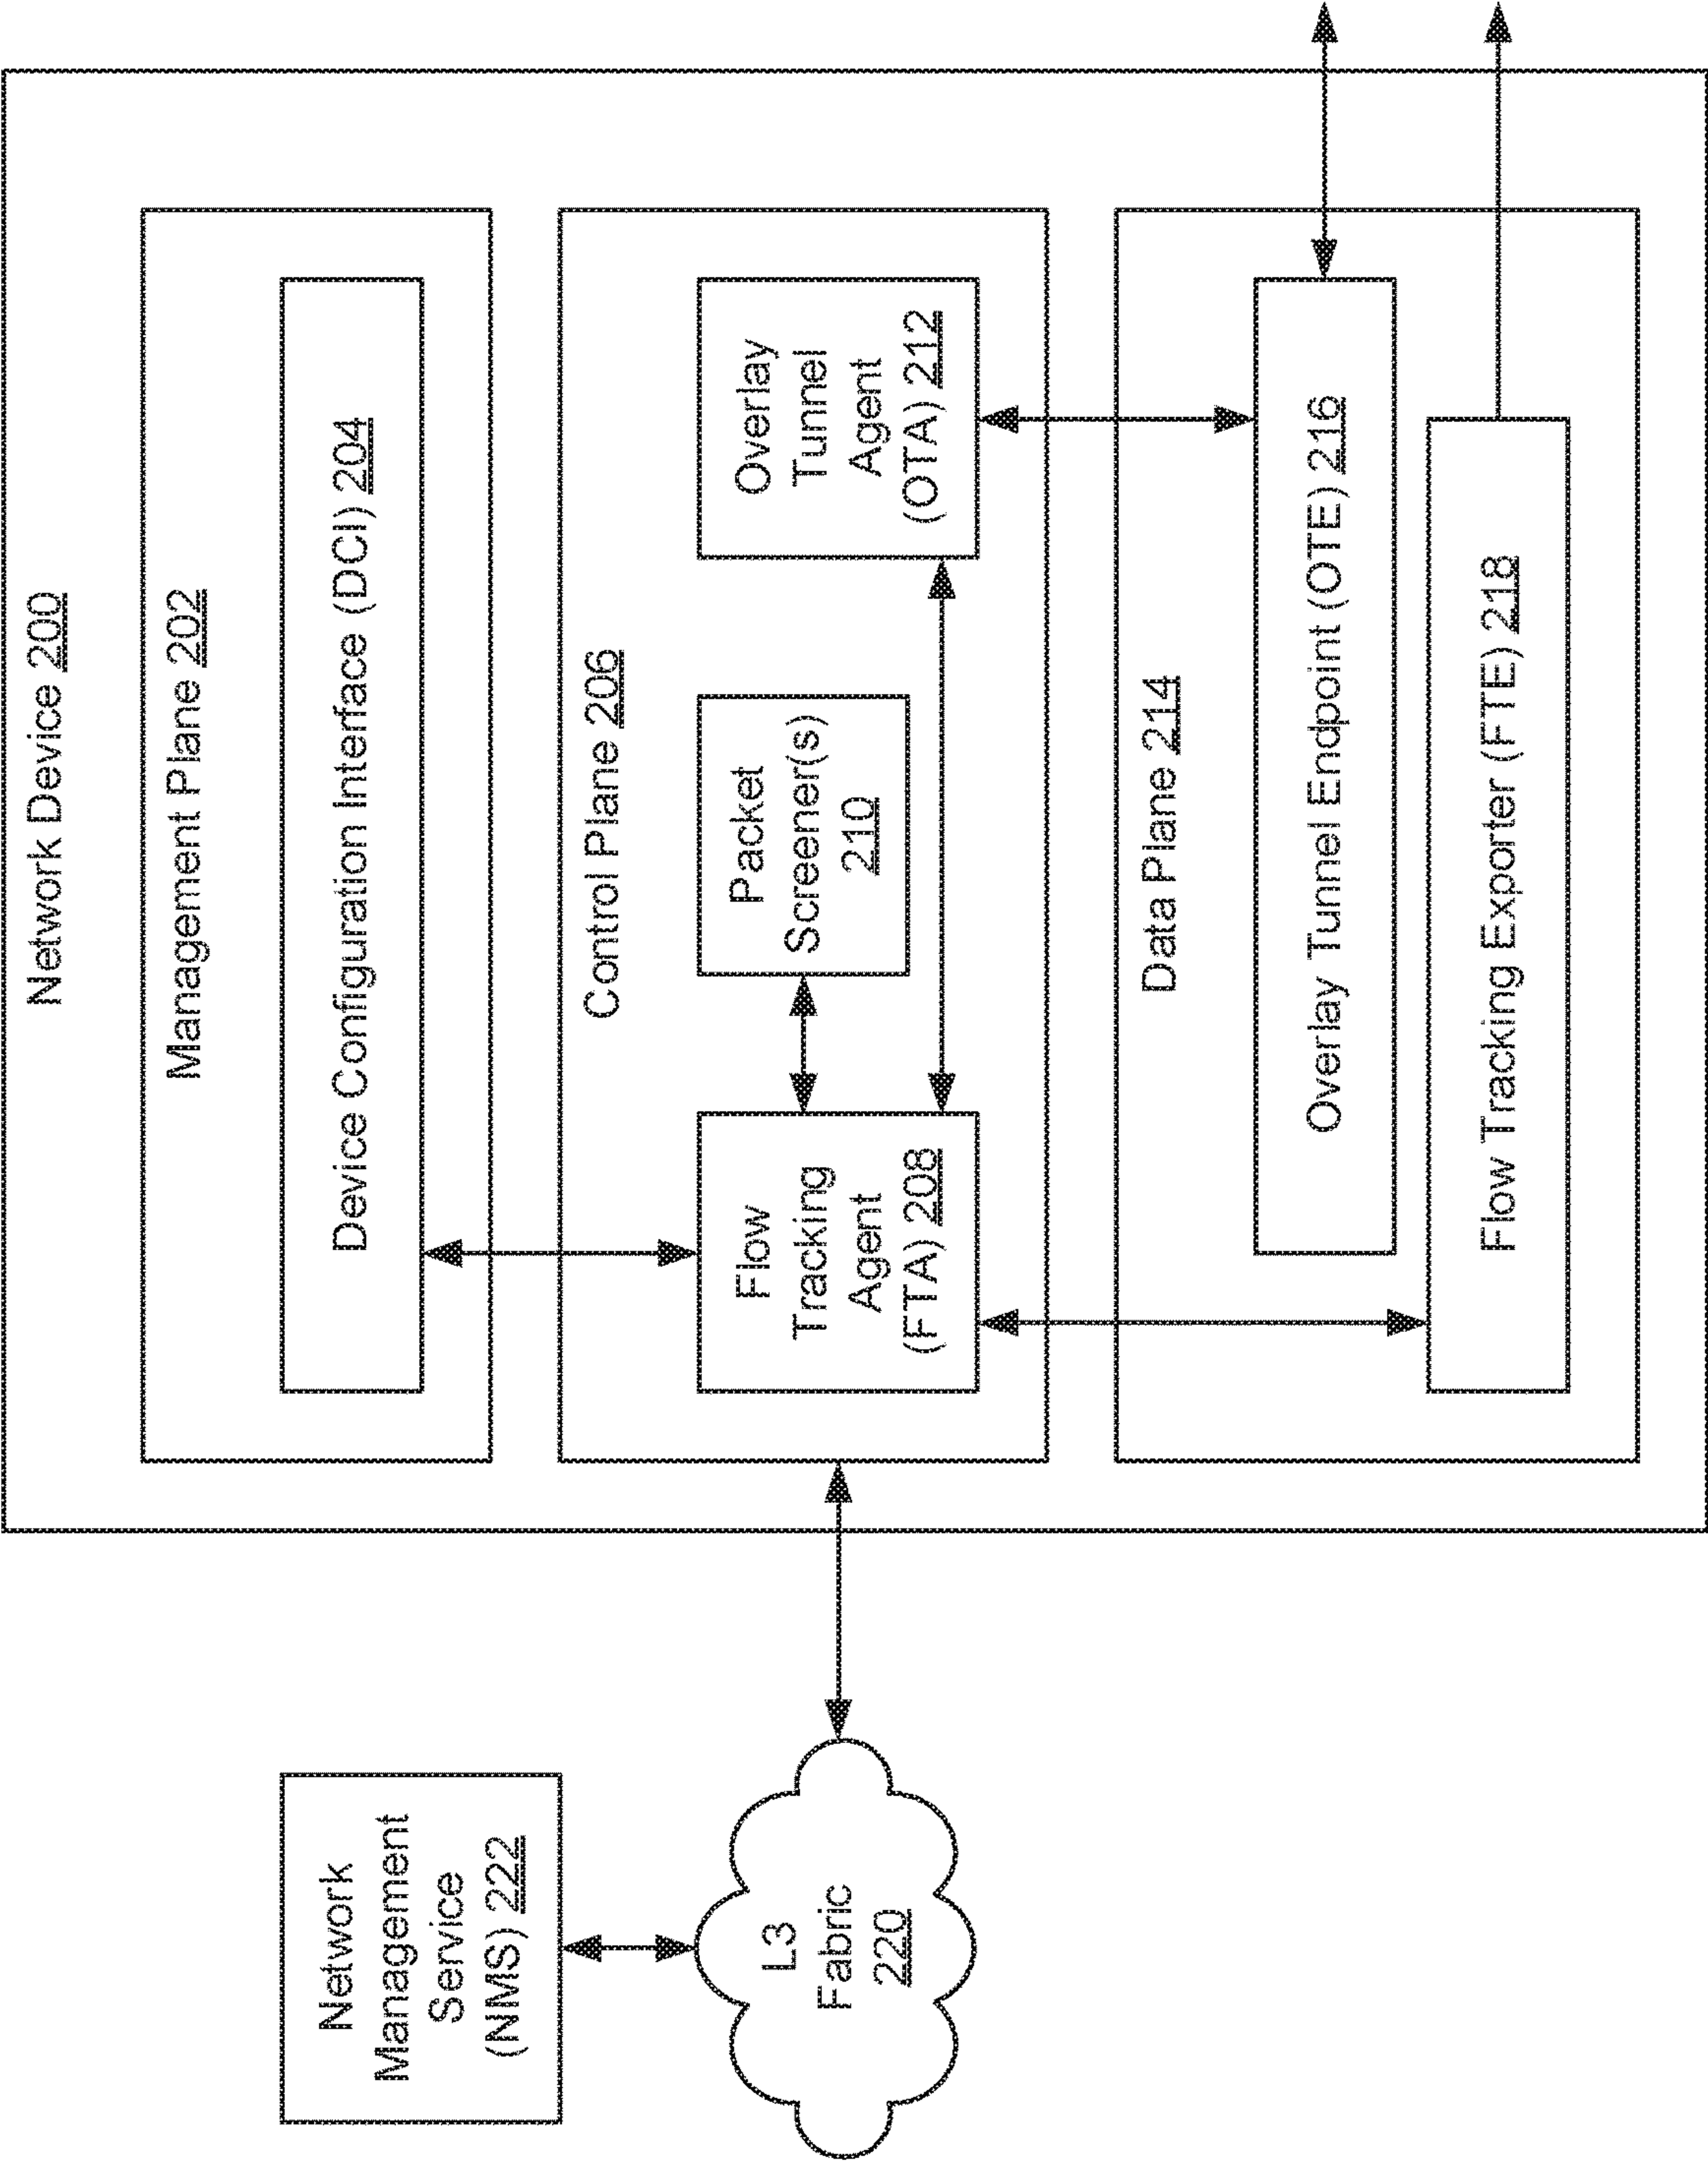 Network Device 200
Management Plane 202
Device Configuration Interface (DCI) 204
Control Plane 206
Flow
Tracking
Agent
(FTA) 208
Packet
Screener(s)
210
Overlay
Tunnel
Agent
(OTA) 212
Data Plane 214
Overlay Tunnel Endpoint (OTE) 216
Flow Tracking Exporter (FTE) 218
Network
Management
Service
(NMS) 222
L3
Fabric
220